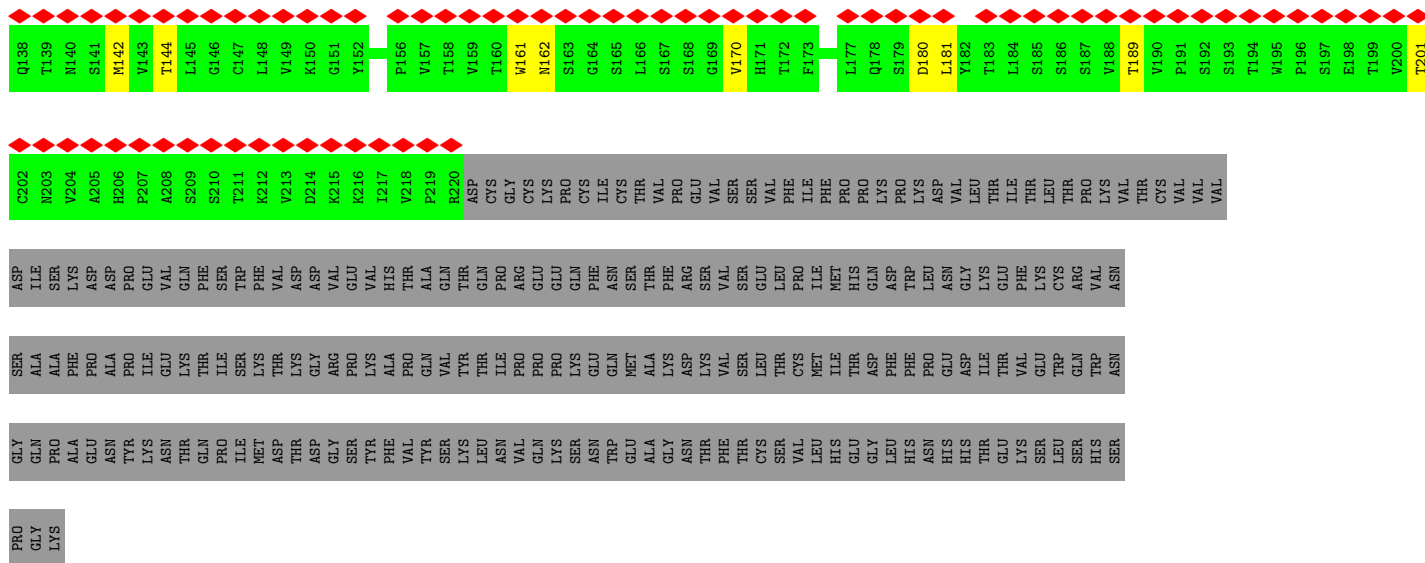 Q138 T139 N140 S141 M142 V143 T144 L145 G146 C147 L148 V149 K150 G151 Y152 P156 V157 T158 V159 T160 W161 N162 S163 G164 S165 L166 S167 S168 G169 V170 H171 T172 F173 L177 Q178 S179 D180 L181 Y182 T183 L184 S185 S186 S187 V188 T189 V190 P191 S192 S193 T194 W195 P196 S197 E198 T199 V200 T201
C202 N203 V204 A205 H206 P207 A208 S209 S210 T211 K212 V213 D214 K215 K216 I217 V218 P219 R220 ASP CYS GLY CYS LYS PRO CYS ILE CYS THR VAL PRO GLU VAL SER SER VAL PHE ILE PHE PRO PRO LYS PRO LYS ASP VAL LEU THR ILE THR LEU THR PRO LYS VAL THR CYS VAL VAL VAL
ASP ILE SER LYS ASP ASP PRO GLU VAL GLN PHE SER TRP PHE VAL ASP ASP VAL GLU VAL HIS THR ALA GLN THR GLN PRO ARG GLU GLU GLN PHE ASN SER THR PHE ARG SER VAL SER GLU LEU PRO ILE MET HIS GLN ASP TRP LEU ASN GLY LYS GLU PHE LYS CYS ARG VAL ASN
SER ALA ALA PHE PRO ALA PRO ILE GLU LYS THR ILE SER LYS THR LYS GLY ARG PRO LYS ALA PRO GLN VAL TYR THR ILE PRO PRO PRO LYS GLU GLN MET ALA LYS ASP LYS VAL SER LEU THR CYS MET ILE THR ASP PHE PHE PRO GLU ASP ILE THR VAL GLU TRP GLN TRP ASN
GLY GLN PRO ALA GLU ASN TYR LYS ASN THR GLN PRO ILE MET ASP THR ASP GLY SER TYR PHE VAL TYR SER LYS LEU ASN VAL GLN LYS SER ASN TRP GLU ALA GLY ASN THR PHE THR CYS SER VAL LEU HIS GLU GLY LEU HIS ASN HIS HIS THR GLU LYS SER LEU SER HIS SER
PRO GLY LYS